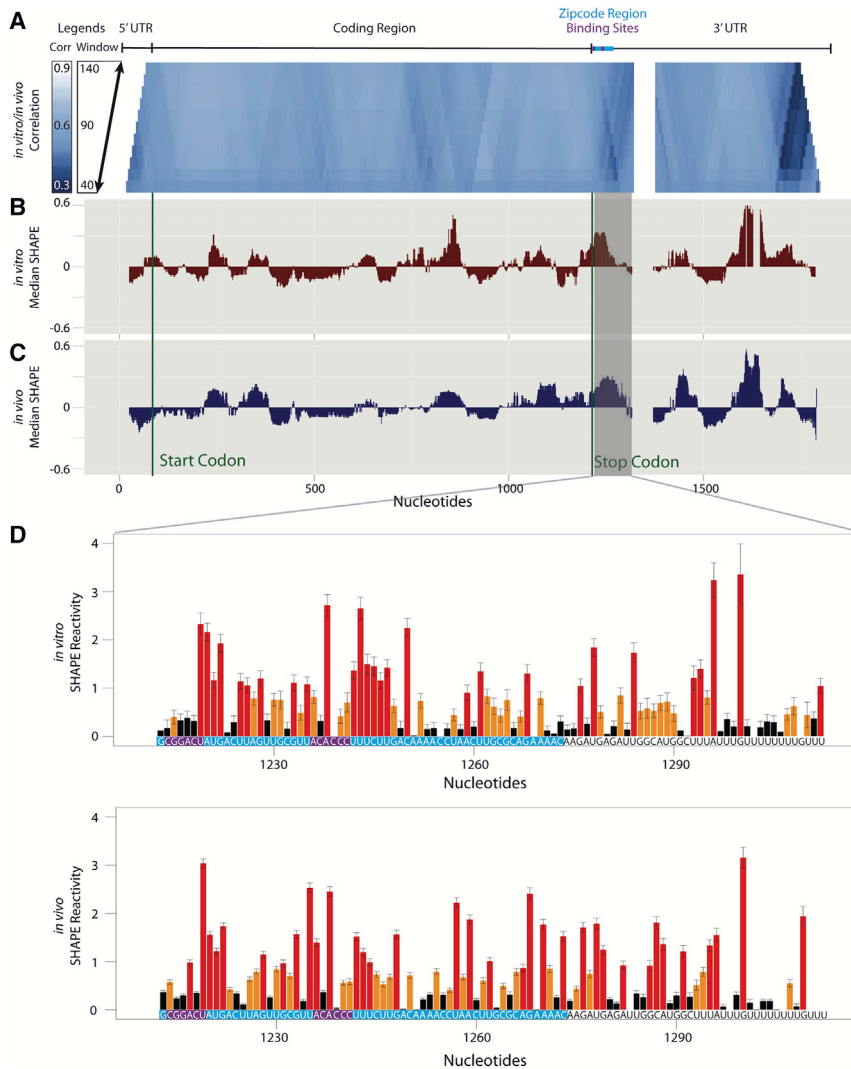 A
Legends
5' UTR
Coding Region
Zipcode Region
Binding Sites
3' UTR
Corr
Window
in vitro/in vivo
Correlation
0.9
0.6
0.3
140
90
40
B
in vitro
Median SHAPE
0.6
0
-0.6
C
in vivo
Median SHAPE
0.6
0
-0.6
Start Codon
Stop Codon
0
500
1000
1500
Nucleotides
D
in vitro
SHAPE Reactivity
4
3
2
1
0
GCGGACUAUGACUUAGUUGCGUUACACCCUUUCUUGACAAAACCUAACUUGCGCAGAAAACAAGAUGAGAUUGGCAUGGCUUUAUUUGUUUUUUUUGUUU
1230
1260
1290
Nucleotides
in vivo
SHAPE Reactivity
4
3
2
1
0
GCGGACUAUGACUUAGUUGCGUUACACCCUUUCUUGACAAAACCUAACUUGCGCAGAAAACAAGAUGAGAUUGGCAUGGCUUUAUUUGUUUUUUUUGUUU
1230
1260
1290
Nucleotides